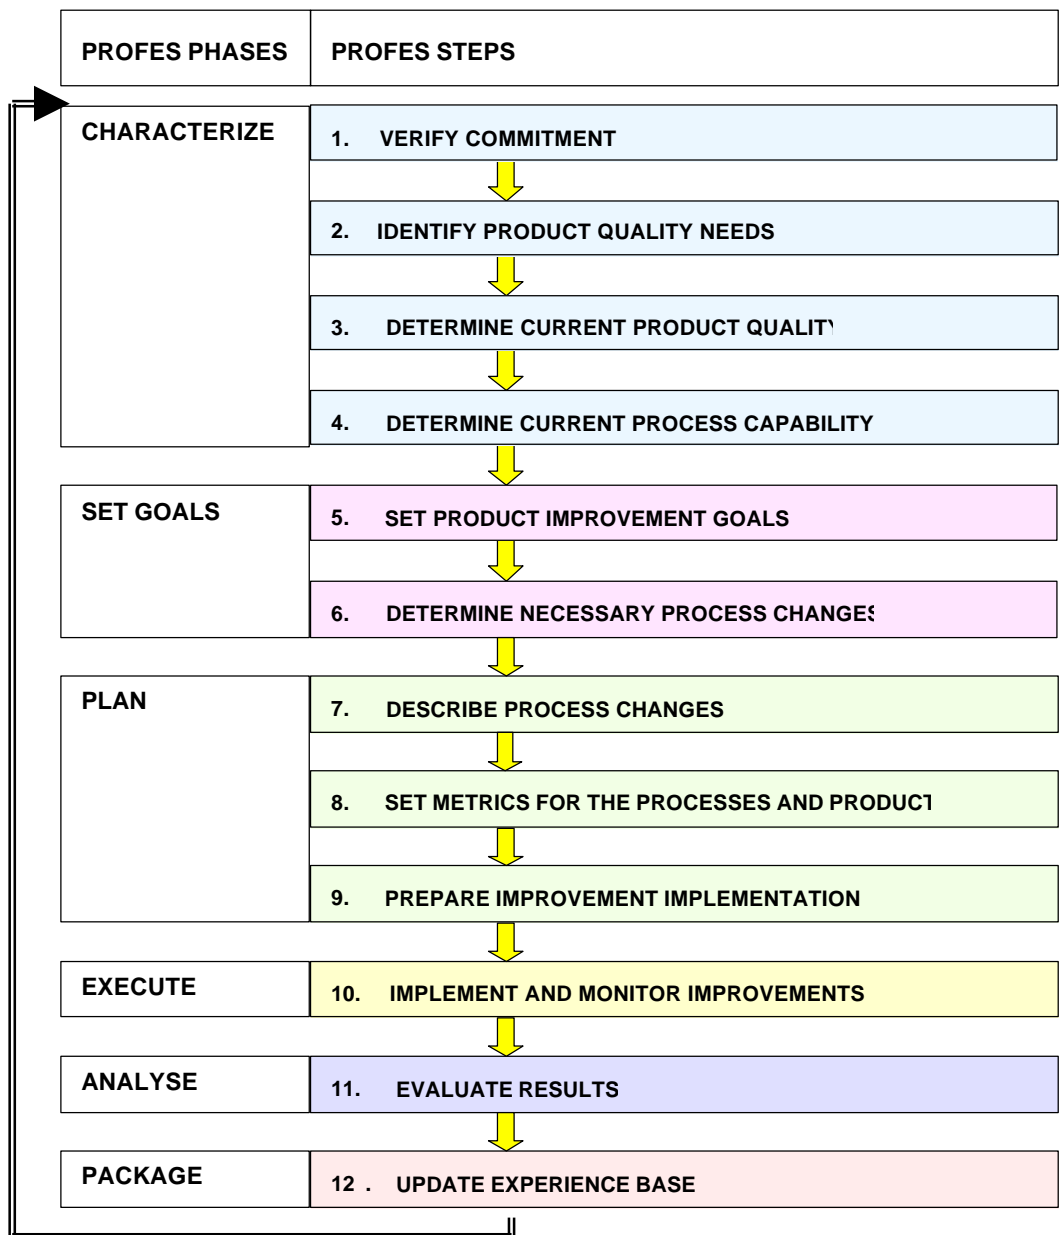 PROFES PHASES PROFES STEPS
CHARACTERIZE
1. VERIFY COMMITMENT
2. IDENTIFY PRODUCT QUALITY NEEDS
3. DETERMINE CURRENT PRODUCT QUALITY
4. DETERMINE CURRENT PROCESS CAPABILITY
SET GOALS
5. SET PRODUCT IMPROVEMENT GOALS
6. DETERMINE NECESSARY PROCESS CHANGES
PLAN
7. DESCRIBE PROCESS CHANGES
8. SET METRICS FOR THE PROCESSES AND PRODUCT
9. PREPARE IMPROVEMENT IMPLEMENTATION
EXECUTE
10. IMPLEMENT AND MONITOR IMPROVEMENTS
ANALYSE
11. EVALUATE RESULTS
PACKAGE
12 . UPDATE EXPERIENCE BASE